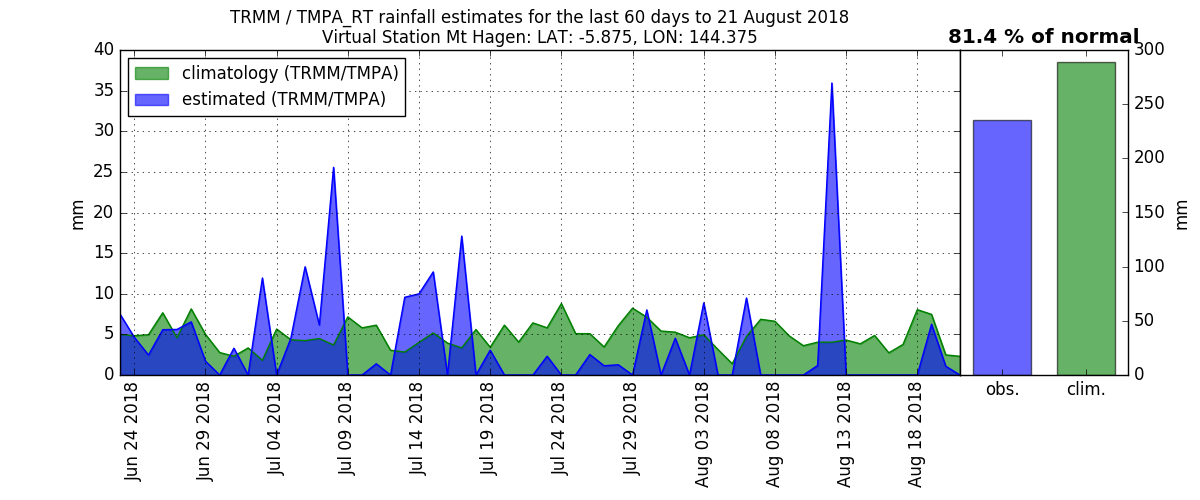 TRMM / TMPA_RT rainfall estimates for the last 60 days to 21 August 2018
Virtual Station Mt Hagen: LAT: -5.875, LON: 144.375
81.4 % of normal
climatology (TRMM/TMPA)
estimated (TRMM/TMPA)
40
35
30
25
20
15
10
5
0
mm
Jun 24 2018
Jun 29 2018
Jul 04 2018
Jul 09 2018
Jul 14 2018
Jul 19 2018
Jul 24 2018
Jul 29 2018
Aug 03 2018
Aug 08 2018
Aug 13 2018
Aug 18 2018
obs.
clim.
300
250
200
150
100
50
0
mm